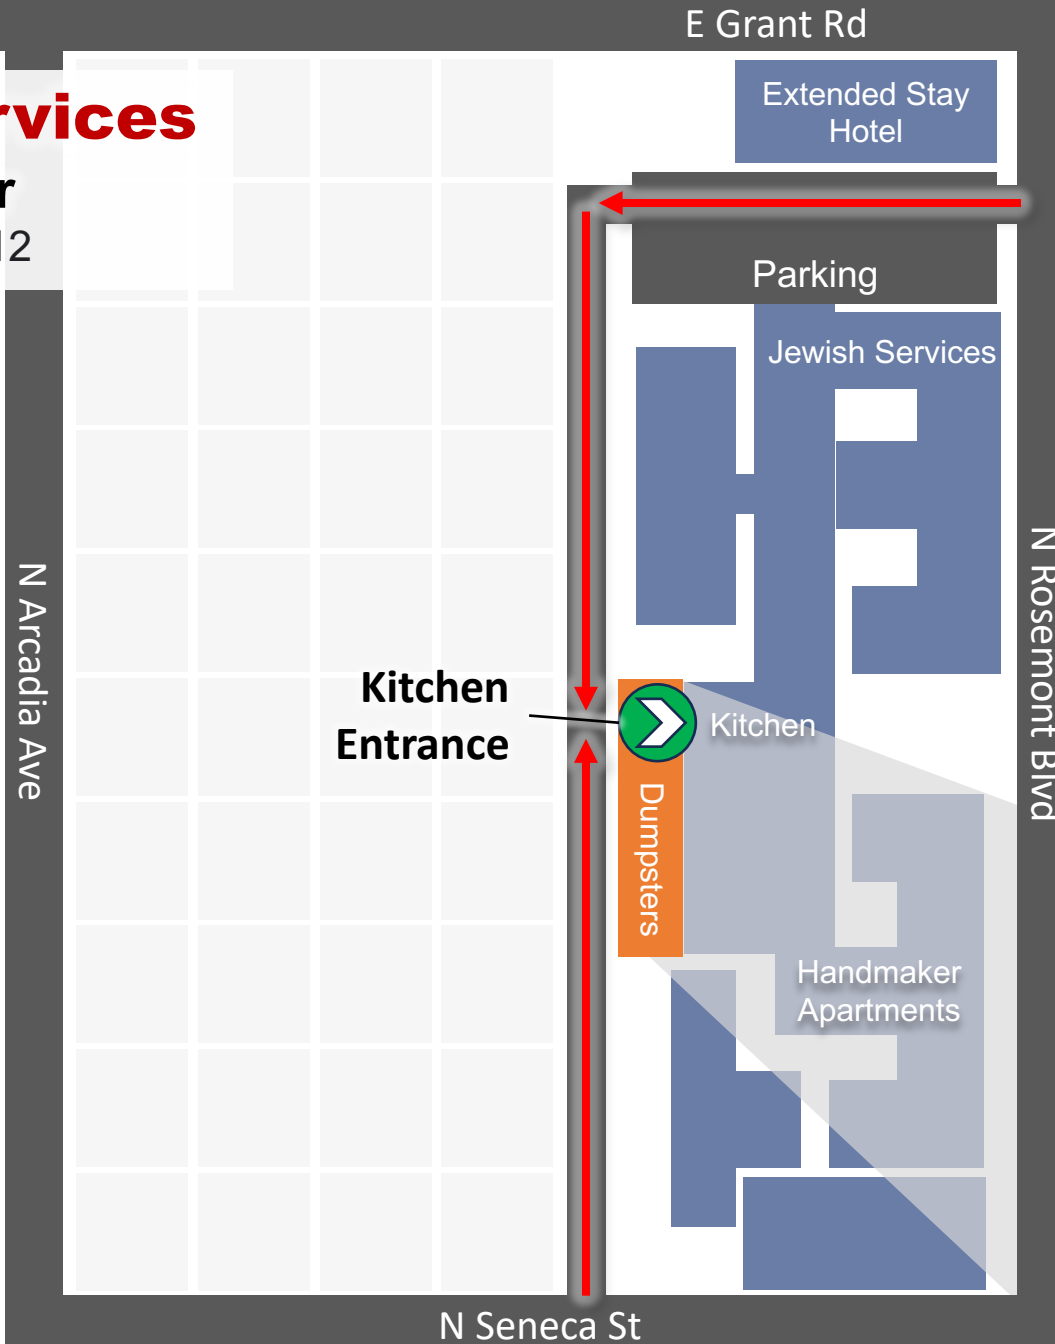 E Grant Rd
rvices
r
12
Extended Stay
Hotel
Parking
Jewish Services
N Arcadia Ave
N Rosemont Blvd
Kitchen
Entrance
Kitchen
Dumpsters
Handmaker
Apartments
N Seneca St